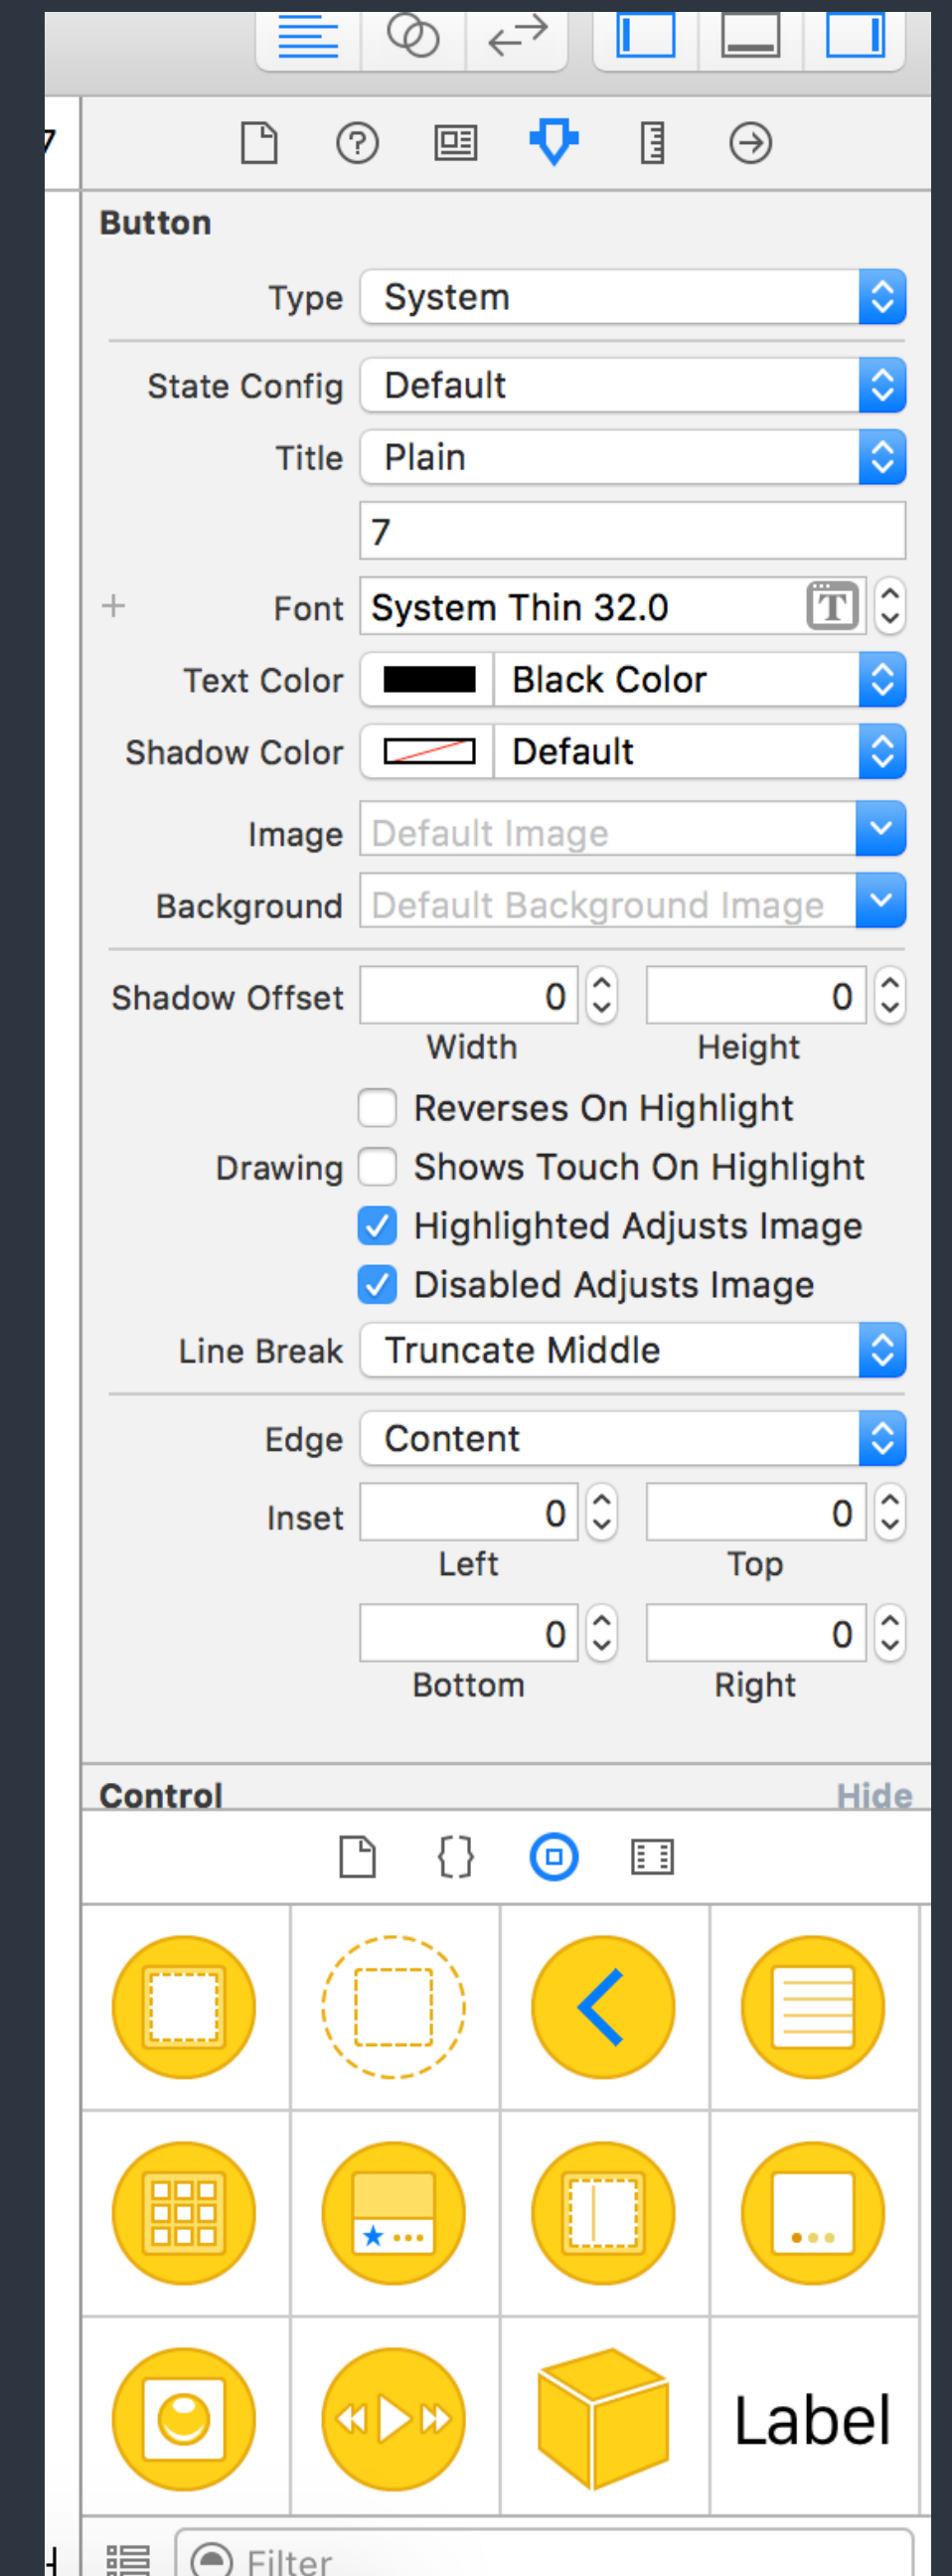 7
Button
Type System
State Config Default
Title Plain
7
+ Font System Thin 32.0 T
Text Color Black Color
Shadow Color Default
Image Default Image
Background Default Background Image
Shadow Offset 0 0
Width Height
Reverses On Highlight
Drawing Shows Touch On Highlight
Highlighted Adjusts Image
Disabled Adjusts Image
Line Break Truncate Middle
Edge Content
Inset 0 0
Left Top
0 0
Bottom Right
Control Hide
{}
Label
Filter